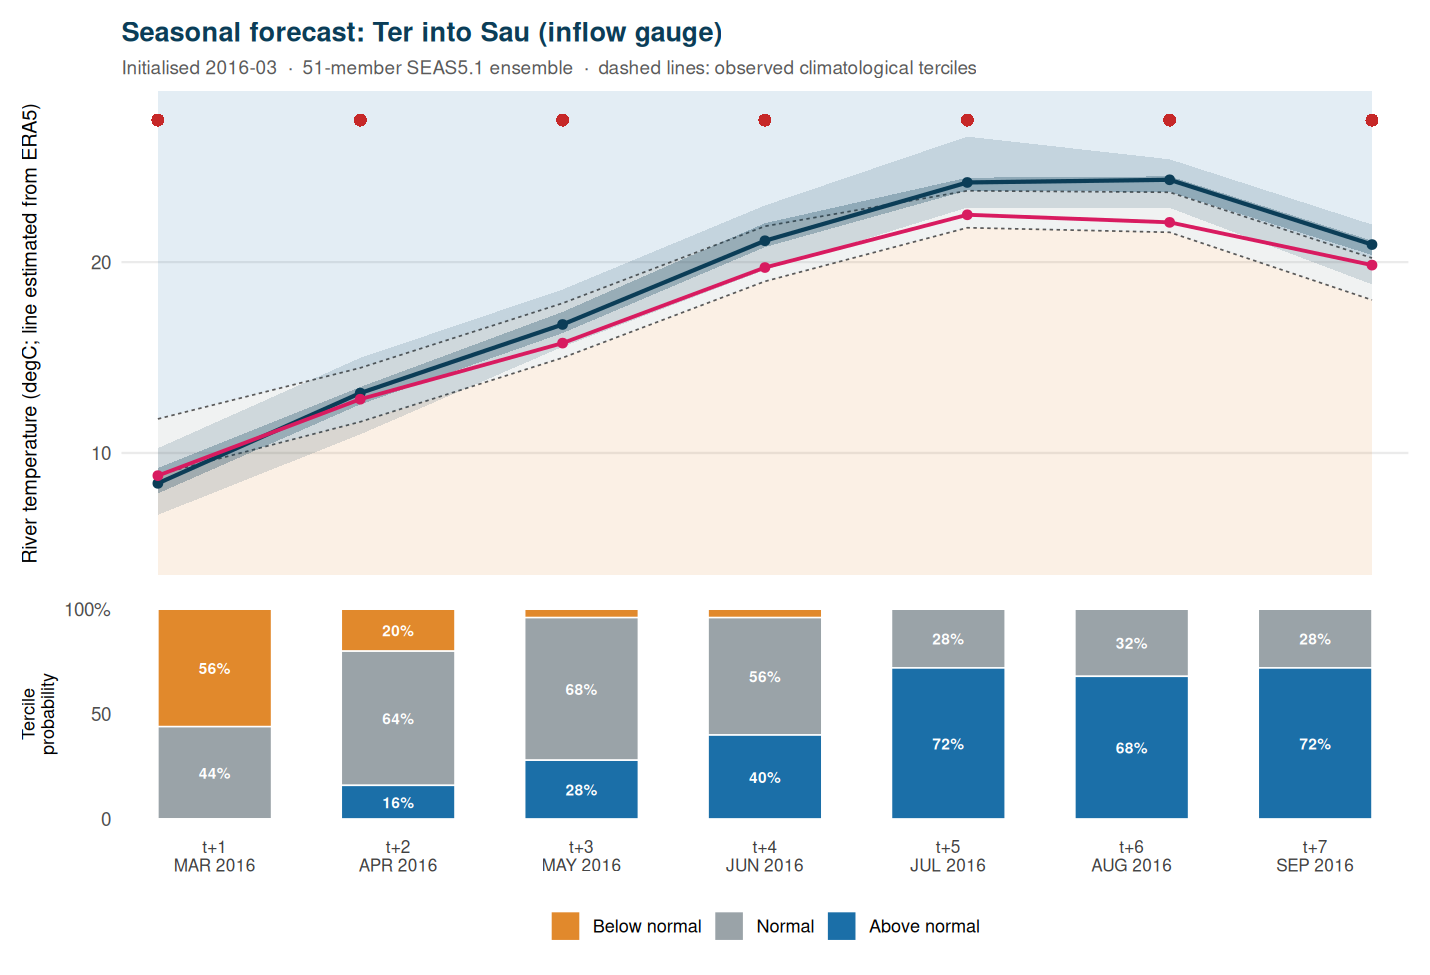 Seasonal forecast: Ter into Sau (inflow gauge)
Initialised 2016-03 · 51-member SEAS5.1 ensemble · dashed lines: observed climatological terciles
River temperature (degC; line estimated from ERA5)
20
10
Tercile
probability
100%
50
0
56%
44%
20%
64%
16%
68%
28%
56%
40%
28%
72%
32%
68%
28%
72%
t+1
MAR 2016
t+2
APR 2016
t+3
MAY 2016
t+4
JUN 2016
t+5
JUL 2016
t+6
AUG 2016
t+7
SEP 2016
Below normal
Normal
Above normal